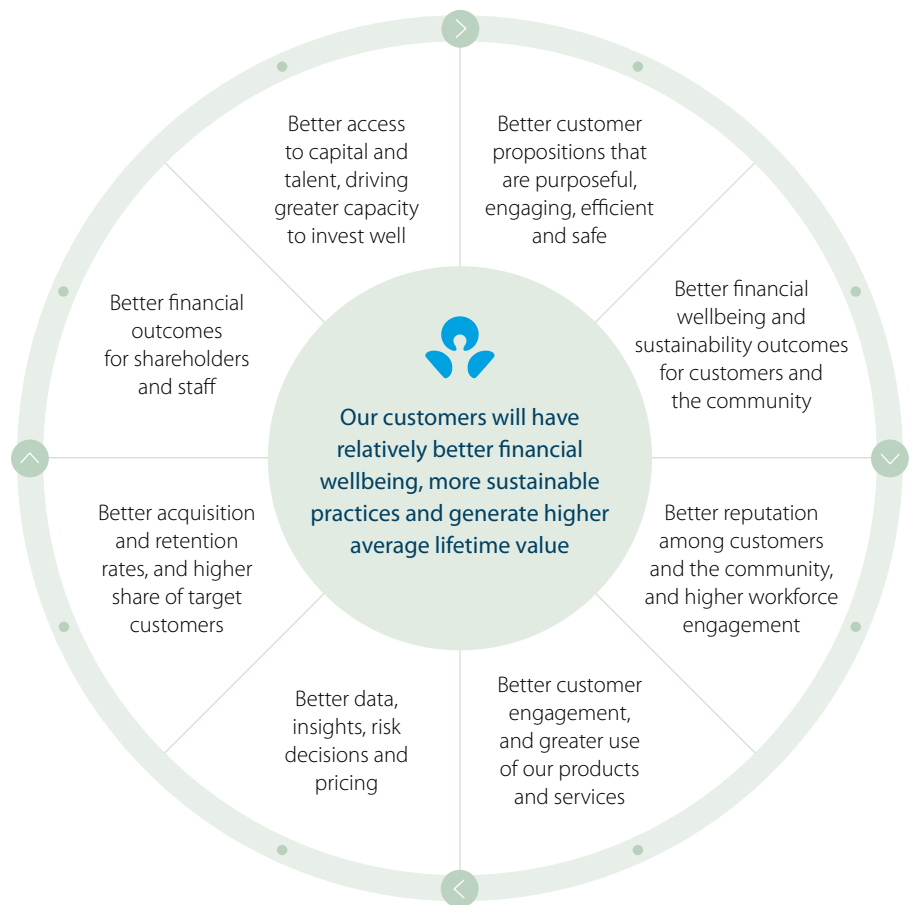 Better access
to capital and
talent, driving
greater capacity
to invest well
Better customer
propositions that
are purposeful,
engaging, efficient
and safe
Better financial
wellbeing and
sustainability outcomes
for customers and
the community
Better reputation
among customers
and the community,
and higher workforce
engagement
Better customer
engagement,
and greater use
of our products
and services
Better data,
insights, risk
decisions and
pricing
Better acquisition
and retention
rates, and higher
share of target
customers
Better financial
outcomes
for shareholders
and staff
Our customers will have
relatively better financial
wellbeing, more sustainable
practices and generate higher
average lifetime value